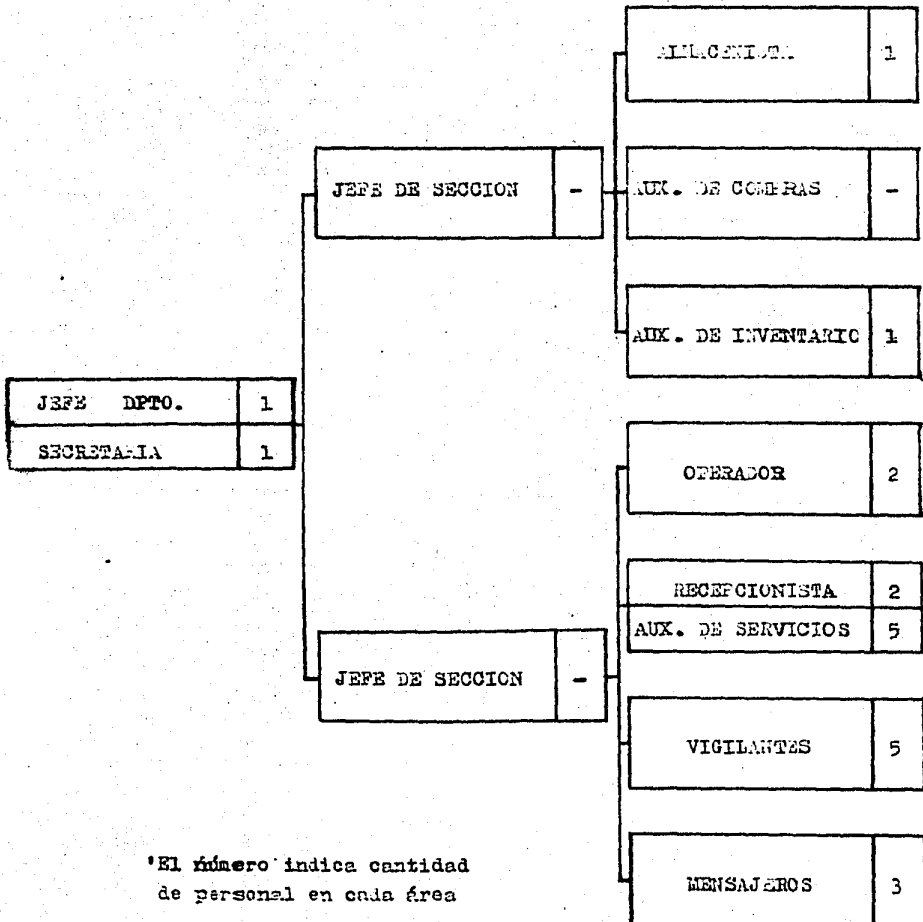 ALMACENISTA 1
JEFE DE SECCION -
AUX. DE COMPRAS -
AUX. DE INVENTARIO 1
JEFE DPTO. 1
SECRETARIA 1
OPERADOR 2
RECEPCIONISTA 2
AUX. DE SERVICIOS 5
JEFE DE SECCION -
VIGILANTES 5
'El número indica cantidad
de personal en cada área
MENSAJEROS 3